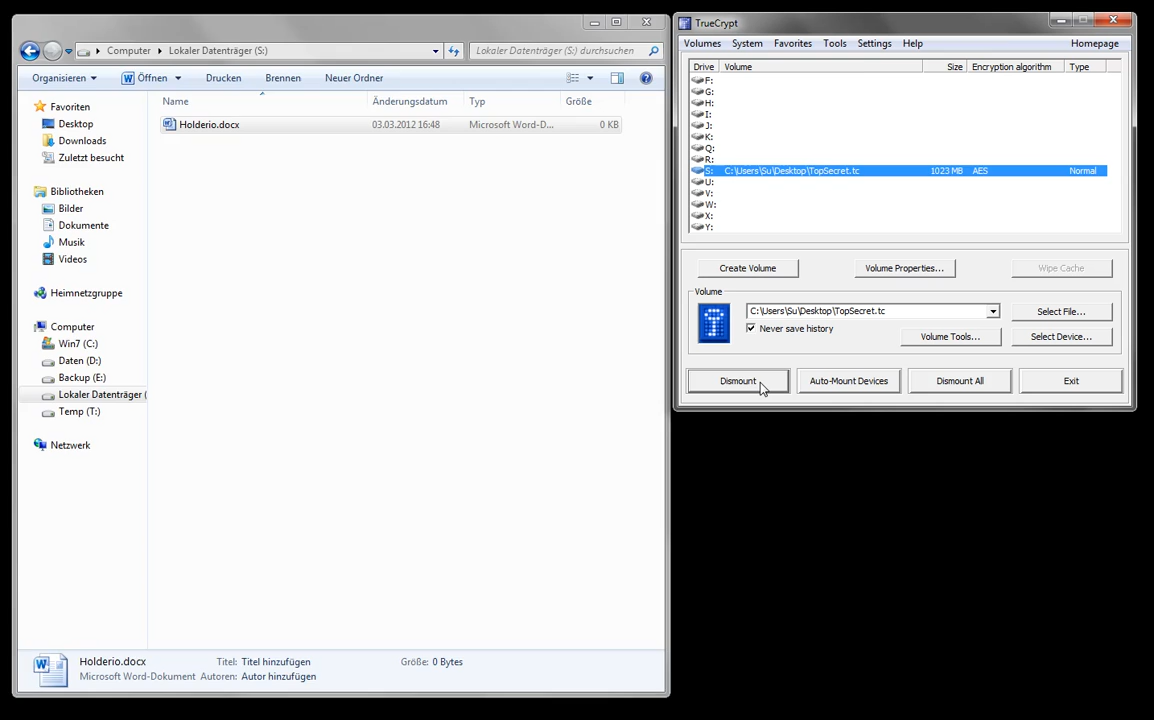 Computer Lokaler Datenträger (S:)
Lokaler Datenträger (S:) durchsuchen
Organisieren Öffnen Drucken Brennen Neuer Ordner
Name Änderungsdatum Typ Größe
Holderio.docx 03.03.2012 16:48 Microsoft Word-D... 0 KB
Favoriten
Desktop
Downloads
Zuletzt besucht
Bibliotheken
Bilder
Dokumente
Musik
Videos
Heimnetzgruppe
Computer
Win7 (C:)
Daten (D:)
Backup (E:)
Lokaler Datenträger (
Temp (T:)
Netzwerk
Holderio.docx Titel: Titel hinzufügen Größe: 0 Bytes
Microsoft Word-Dokument Autoren: Autor hinzufügen
TrueCrypt
Volumes System Favorites Tools Settings Help Homepage
Drive Volume Size Encryption algorithm Type
F:
G:
H:
I:
J:
K:
Q:
R:
S: C:\Users\Su\Desktop\TopSecret.tc 1023 MB AES Normal
U:
V:
W:
X:
Y:
Create Volume Volume Properties... Wipe Cache
Volume
C:\Users\Su\Desktop\TopSecret.tc Select File...
Never save history Volume Tools... Select Device...
Dismount Auto-Mount Devices Dismount All Exit